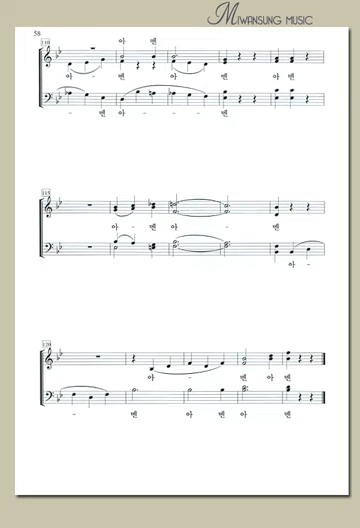 MIWANSUNG MUSIC
58
110
아 멘
아 - 멘 아 - 멘
아 - - 멘 아 - 멘
115
아 - 멘 아 - 멘
아 -
120
아 - 멘 아 멘
- 멘 아 멘 아 멘